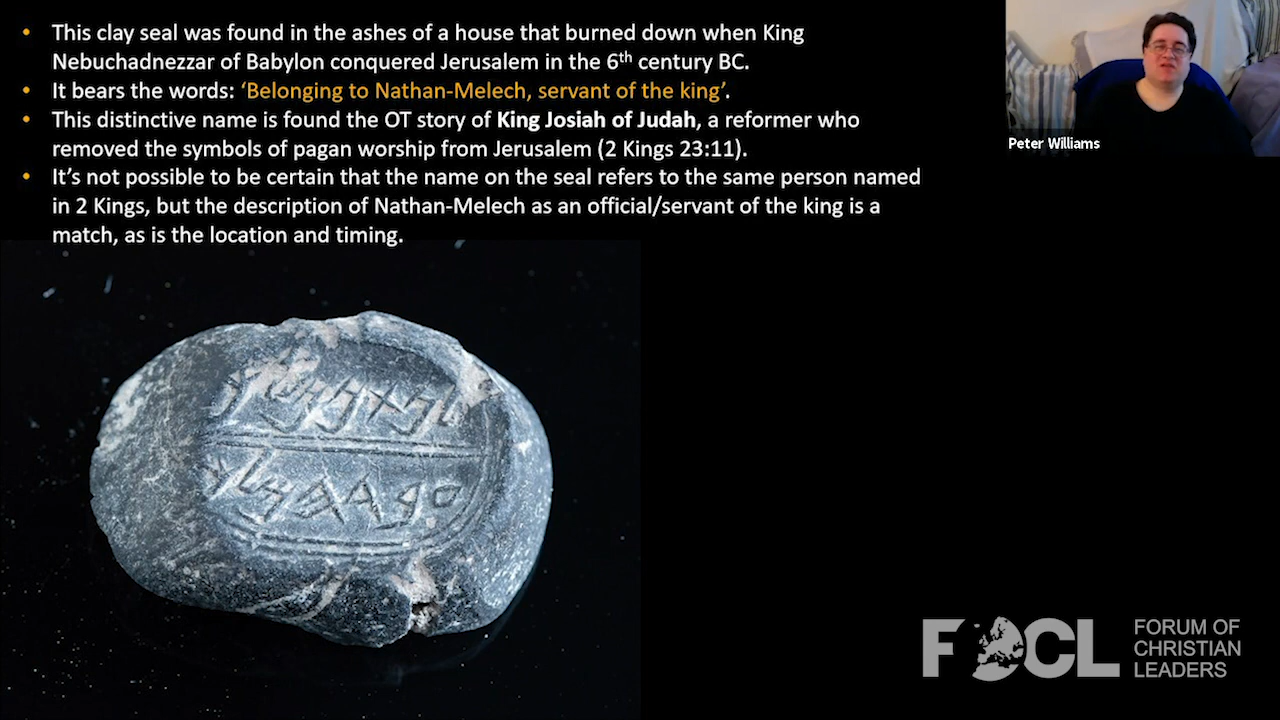 • This clay seal was found in the ashes of a house that burned down when King
Nebuchadnezzar of Babylon conquered Jerusalem in the 6th century BC.
• It bears the words: ‘Belonging to Nathan-Melech, servant of the king’.
• This distinctive name is found the OT story of King Josiah of Judah, a reformer who
removed the symbols of pagan worship from Jerusalem (2 Kings 23:11).
• It’s not possible to be certain that the name on the seal refers to the same person named
in 2 Kings, but the description of Nathan-Melech as an official/servant of the king is a
match, as is the location and timing.
Peter Williams
𐤋𐤍𐤕𐤍𐤌𐤋𐤊
𐤏𐤁𐤃𐤄𐤌𐤋𐤊
FOCL
FORUM OF
CHRISTIAN
LEADERS